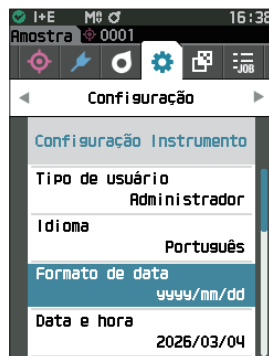 I+E M 16:38
Amostra 0001
-JOB
Configuração
Configuração Instrumento
Tipo de usuário
Administrador
Idioma
Português
Formato de data
yyyy/mm/dd
Data e hora
2026/03/04